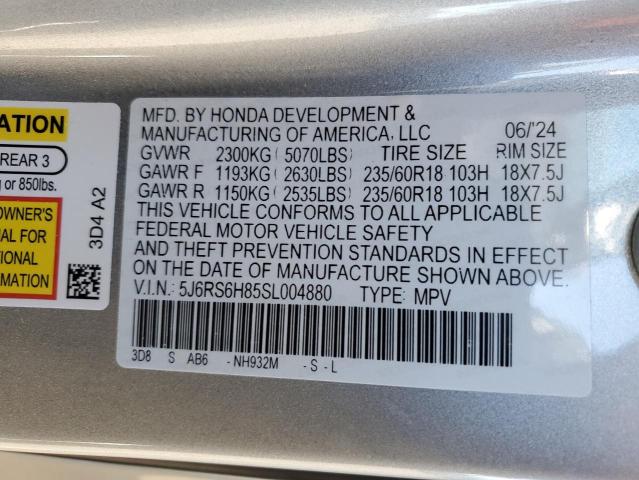 ATION
REAR 3
g or 850lbs.
OWNER'S
UAL FOR
TIONAL
ATION
3D4 A2
MFD. BY HONDA DEVELOPMENT &
MANUFACTURING OF AMERICA, LLC 06/'24
GVWR 2300KG (5070LBS) TIRE SIZE RIM SIZE
GAWR F 1193KG (2630LBS) 235/60R18 103H 18X7.5J
GAWR R 1150KG (2535LBS) 235/60R18 103H 18X7.5J
THIS VEHICLE CONFORMS TO ALL APPLICABLE
FEDERAL MOTOR VEHICLE SAFETY
AND THEFT PREVENTION STANDARDS IN EFFECT
ON THE DATE OF MANUFACTURE SHOWN ABOVE.
V.I.N.: 5J6RS6H85SL004880 TYPE: MPV
3D8 S AB6 -NH932M -S-L